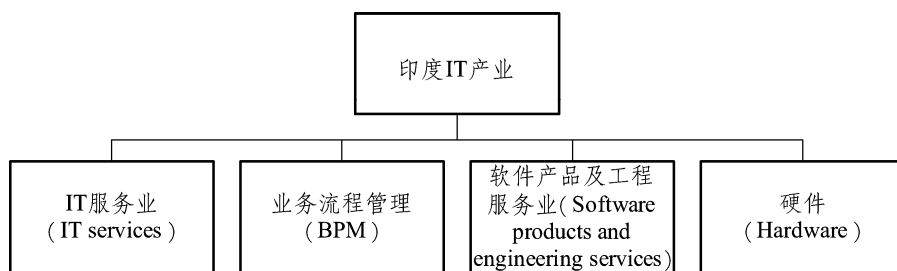 印度IT产业
IT服务业
(IT services)
业务流程管理
(BPM)
软件产品及工程
服务业(Software
products and
engineering services)
硬件
(Hardware)